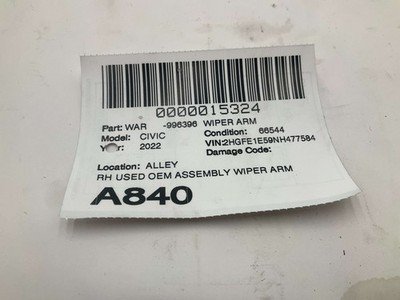 0000015324
Part: WAR -996396 WIPER ARM
Model: CIVIC Condition: 66544
Year: 2022 VIN:2HGFE1E59NH477584
Damage Code:
Location: ALLEY
RH USED OEM ASSEMBLY WIPER ARM
A840